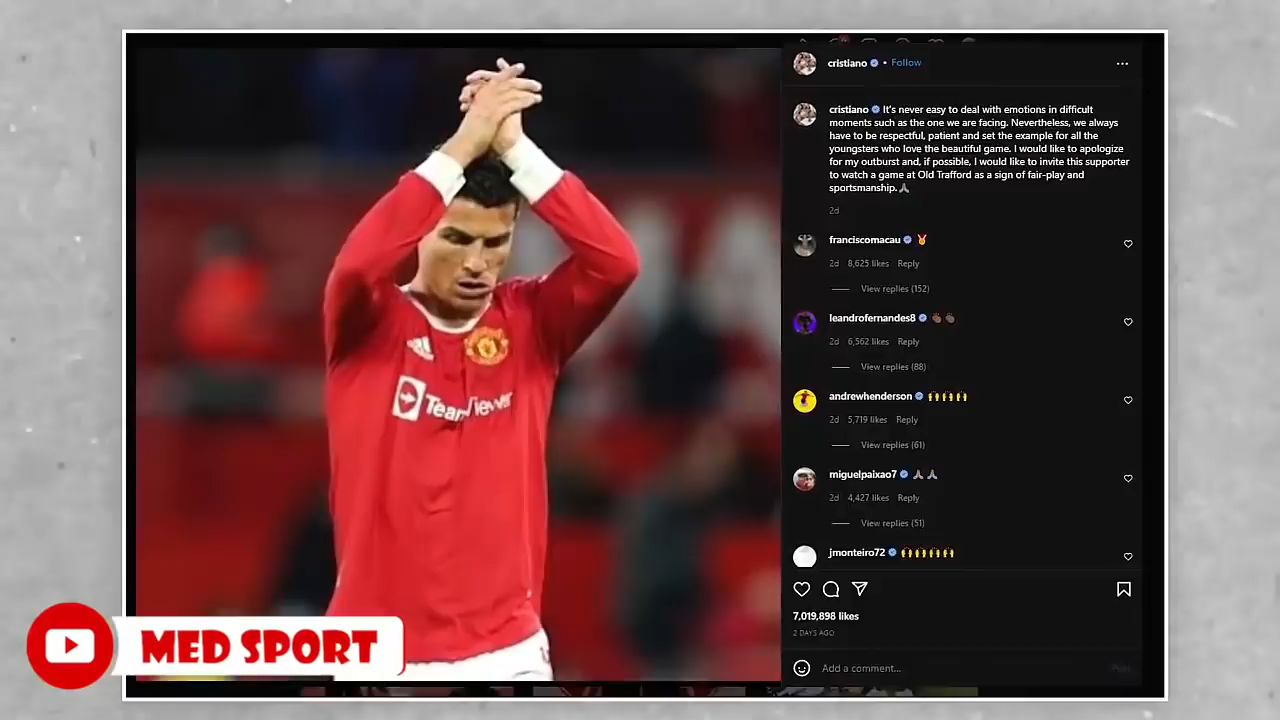 cristiano • Follow
cristiano It's never easy to deal with emotions in difficult
moments such as the one we are facing. Nevertheless, we always
have to be respectful, patient and set the example for all the
youngsters who love the beautiful game. I would like to apologize
for my outburst and, if possible, I would like to invite this supporter
to watch a game at Old Trafford as a sign of fair-play and
sportsmanship.🙏🏽
2d
franciscomacau 🏅
2d 8,625 likes Reply
View replies (152)
leandrofernandes8 👏🏿👏🏿
2d 6,562 likes Reply
View replies (88)
andrewhenderson 🙌🙌🙌
2d 5,719 likes Reply
View replies (61)
miguelpaixao7 🙏🏽🙏🏽
2d 4,427 likes Reply
View replies (51)
jmonteiro72 🙌🙌🙌🙌
7,019,898 likes
2 DAYS AGO
Add a comment...
Post
TeamViewer
MED SPORT